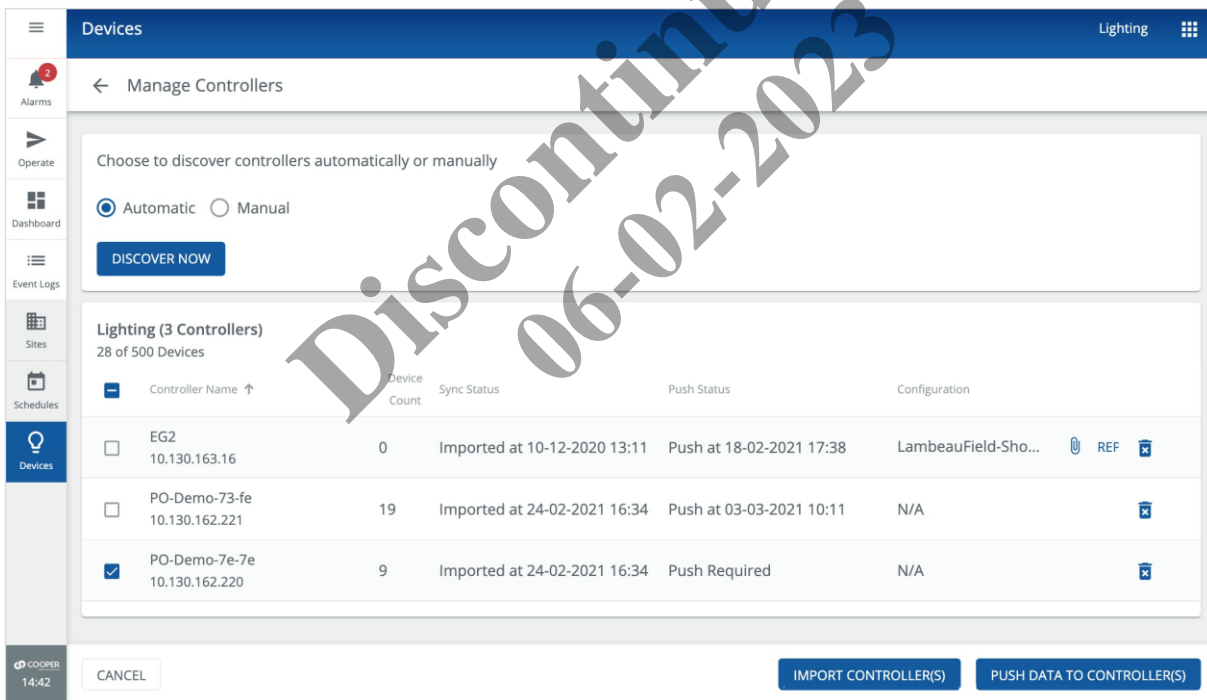 Devices
Lighting
2
Alarms
Manage Controllers
Operate
Choose to discover controllers automatically or manually
Automatic
Manual
Dashboard
DISCOVER NOW
Event Logs
Sites
Lighting (3 Controllers)
28 of 500 Devices
Schedules
Controller Name
Device
Count
Sync Status
Push Status
Configuration
Devices
EG2
10.130.163.16
0
Imported at 10-12-2020 13:11
Push at 18-02-2021 17:38
LambeauField-Sho...
REF
PO-Demo-73-fe
10.130.162.221
19
Imported at 24-02-2021 16:34
Push at 03-03-2021 10:11
N/A
PO-Demo-7e-7e
10.130.162.220
9
Imported at 24-02-2021 16:34
Push Required
N/A
COOPER
14:42
CANCEL
IMPORT CONTROLLER(S)
PUSH DATA TO CONTROLLER(S)
06-02-2023